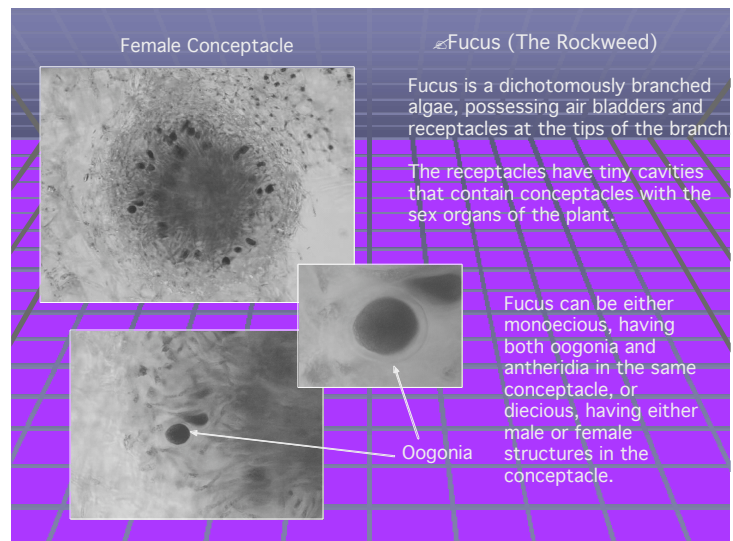 Female Conceptacle
Fucus (The Rockweed)
Fucus is a dichotomously branched
algae, possessing air bladders and
receptacles at the tips of the branch.
The receptacles have tiny cavities
that contain conceptacles with the
sex organs of the plant.
Fucus can be either
monoecious, having
both oogonia and
antheridia in the same
conceptacle, or
diecious, having either
male or female
structures in the
conceptacle.
Oogonia